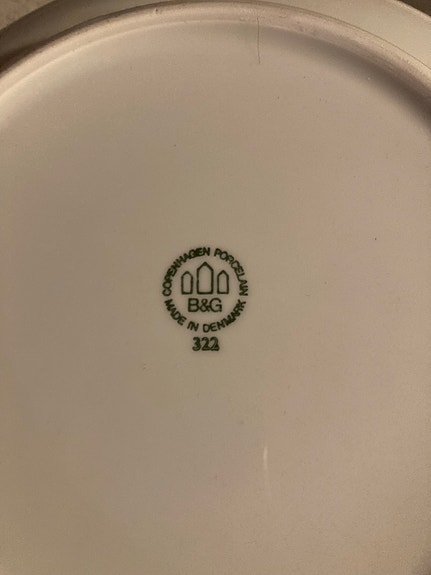 COPENHAGEN PORCELAIN
B&G
MADE IN DENMARK
322